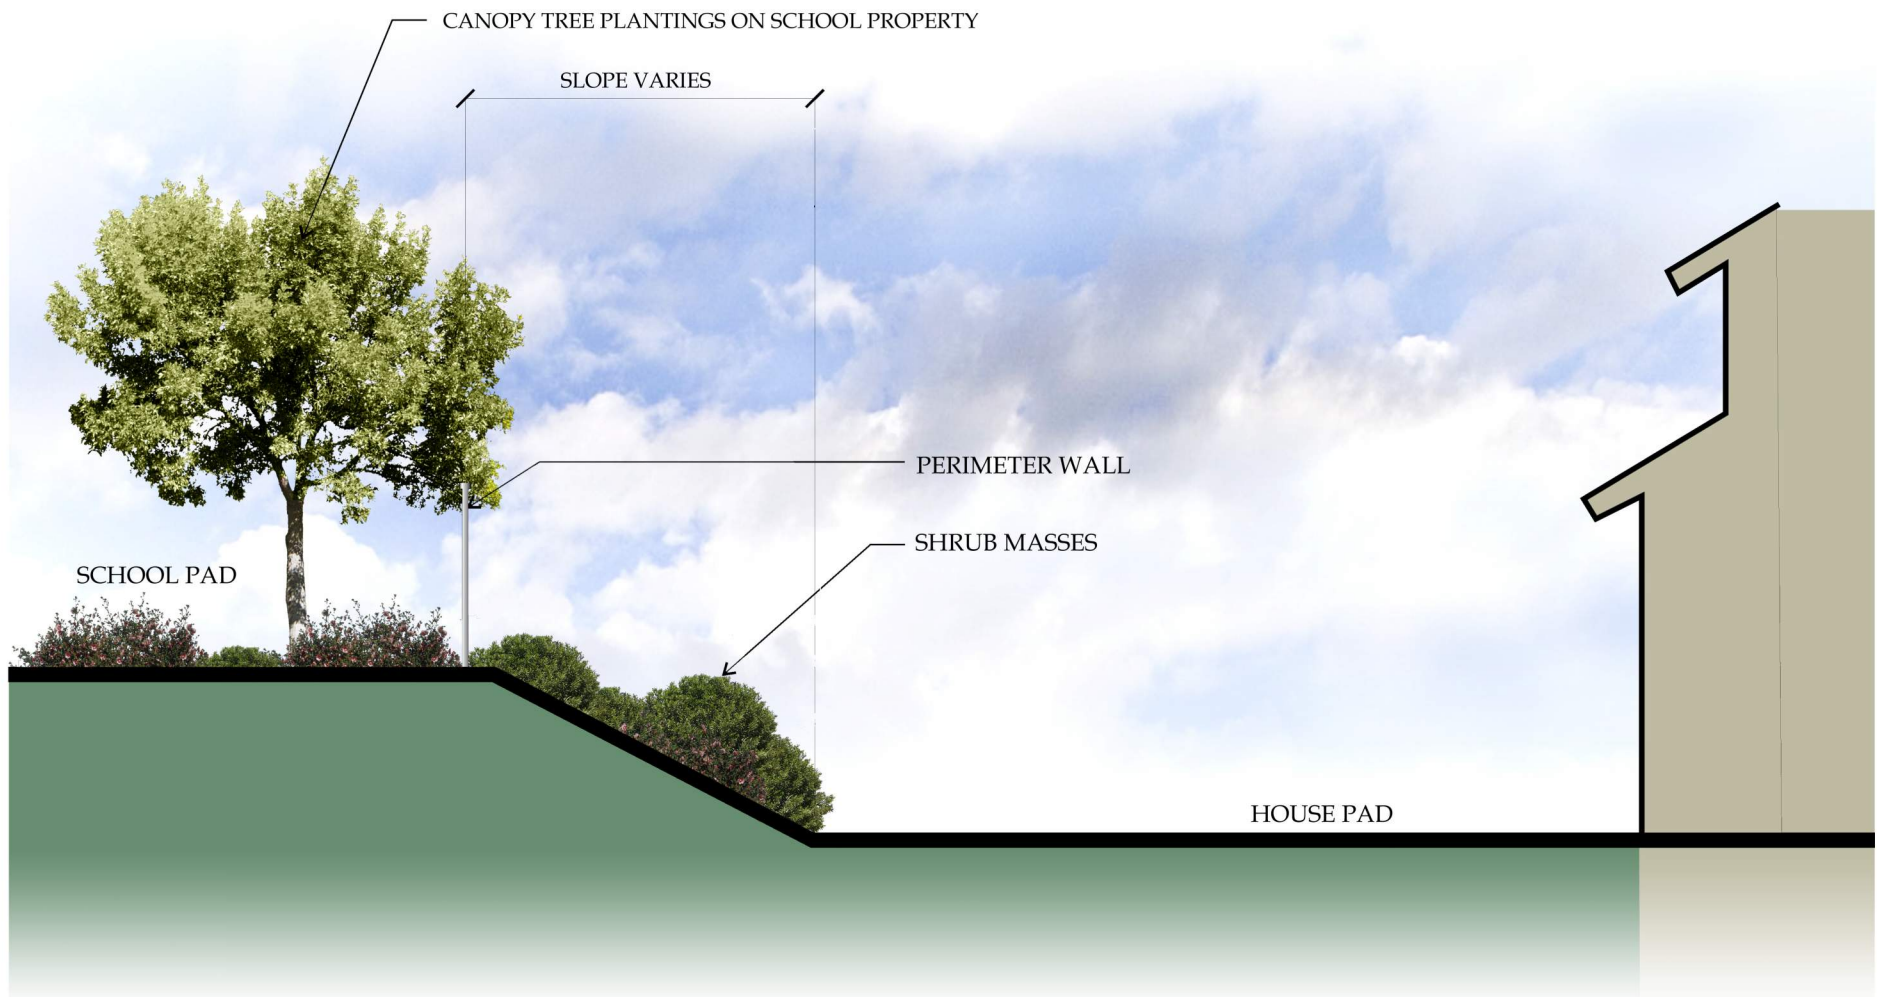 CANOPY TREE PLANTINGS ON SCHOOL PROPERTY
SLOPE VARIES
PERIMETER WALL
SHRUB MASSES
SCHOOL PAD
HOUSE PAD